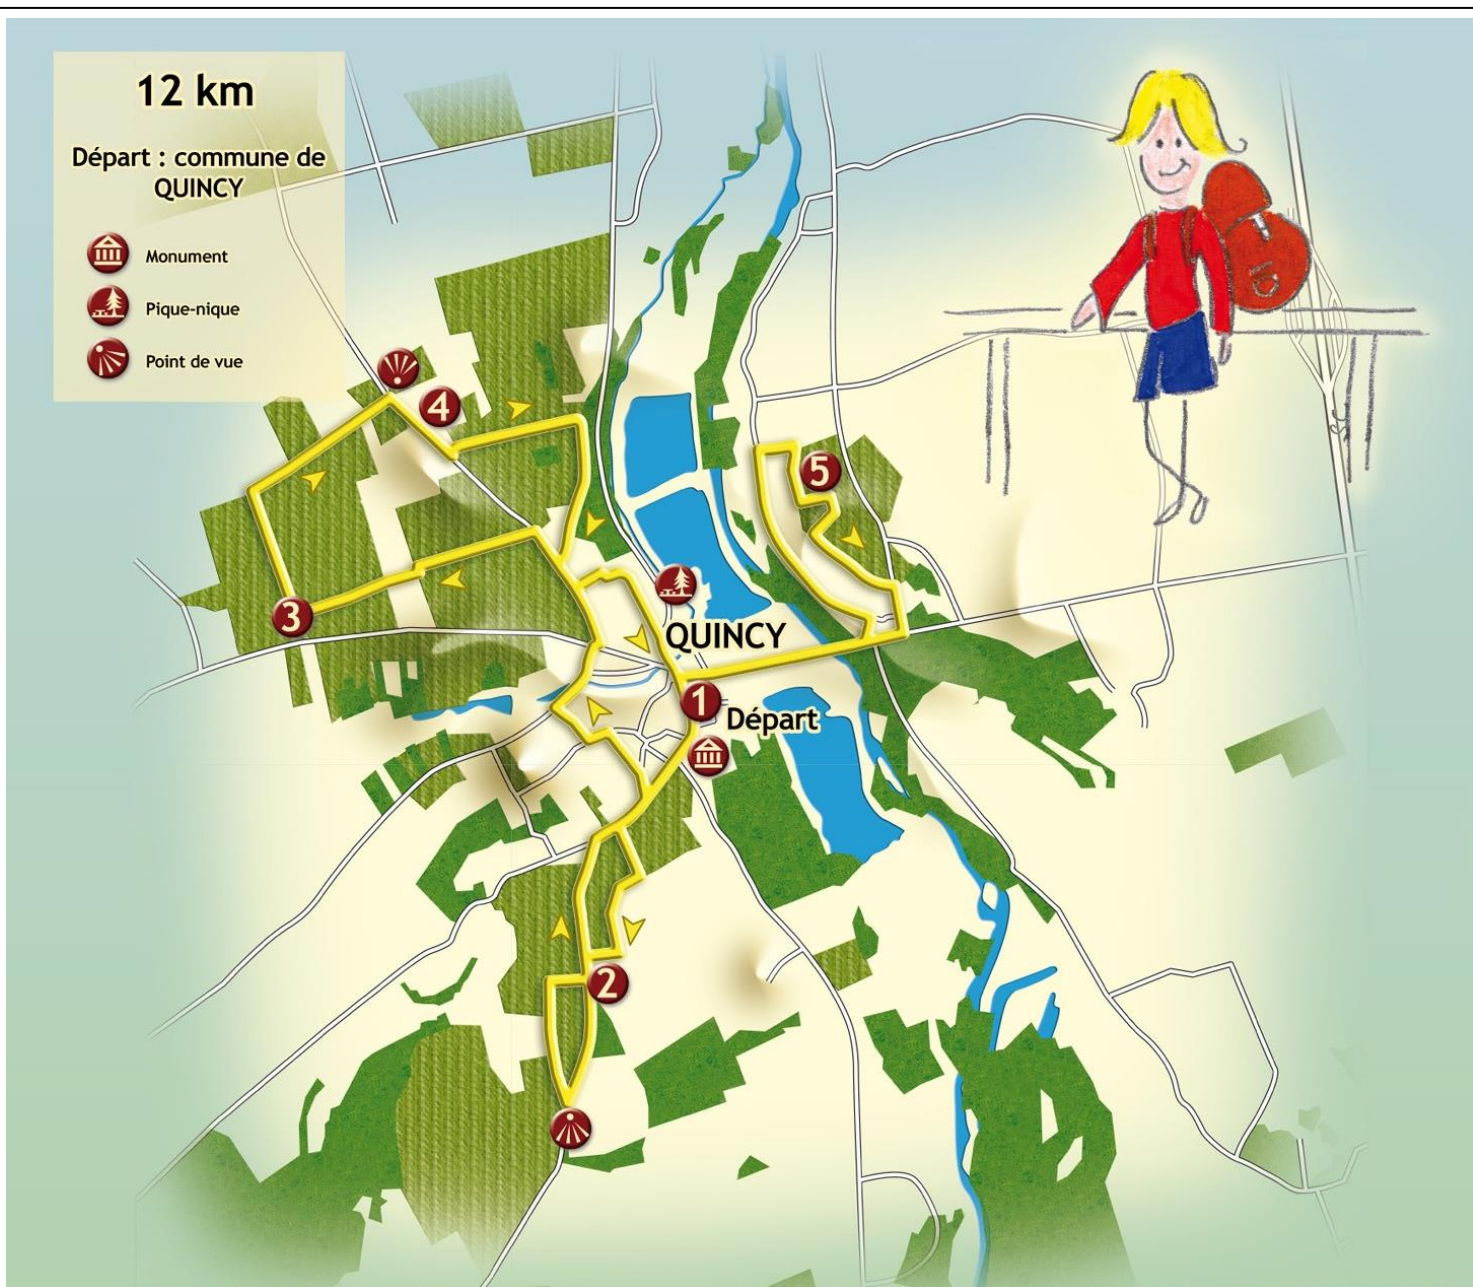 12 km
Départ : commune de
QUINCY
Monument
Pique-nique
Point de vue
4
5
3
QUINCY
1
Départ
2